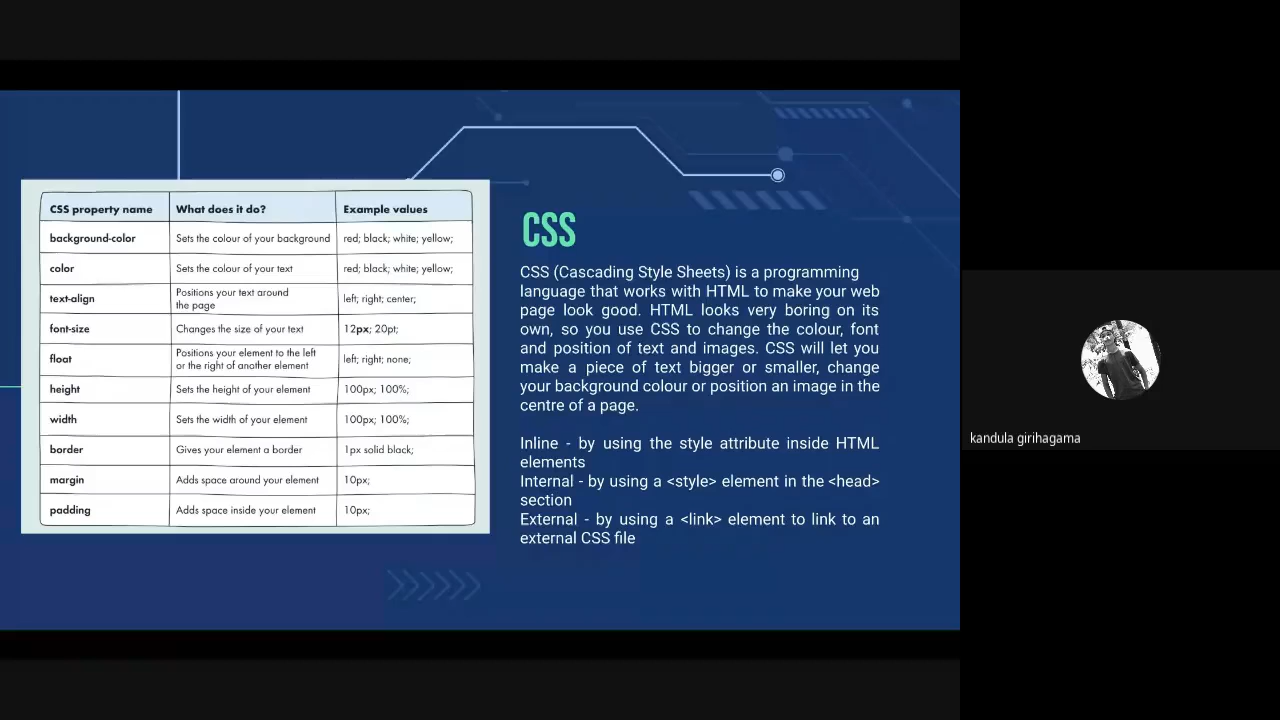 CSS property name What does it do? Example values
background-color Sets the colour of your background red; black; white; yellow;
color Sets the colour of your text red; black; white; yellow;
text-align Positions your text around
the page left; right; center;
font-size Changes the size of your text 12px; 20pt;
float Positions your element to the left
or the right of another element left; right; none;
height Sets the height of your element 100px; 100%;
width Sets the width of your element 100px; 100%;
border Gives your element a border 1px solid black;
margin Adds space around your element 10px;
padding Adds space inside your element 10px;
CSS
CSS (Cascading Style Sheets) is a programming
language that works with HTML to make your web
page look good. HTML looks very boring on its
own, so you use CSS to change the colour, font
and position of text and images. CSS will let you
make a piece of text bigger or smaller, change
your background colour or position an image in the
centre of a page.
Inline - by using the style attribute inside HTML
elements
Internal - by using a <style> element in the <head>
section
External - by using a <link> element to link to an
external CSS file
kandula girihagama